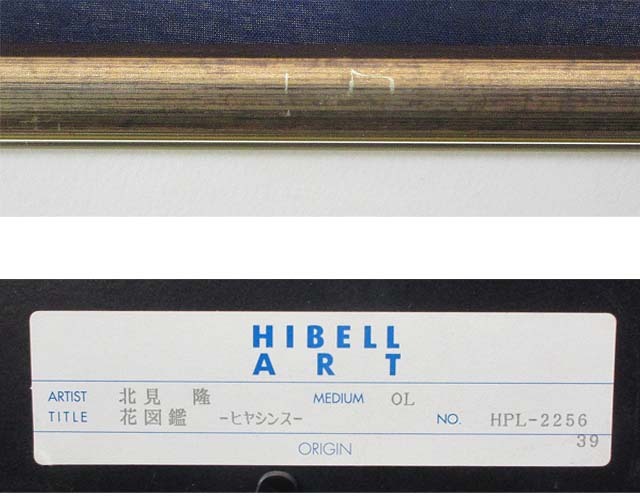 HIBELL
ART
ARTIST 北見 隆 MEDIUM OL
TITLE 花図鑑 -ヒヤシンス- NO. HPL-2256
39
ORIGIN